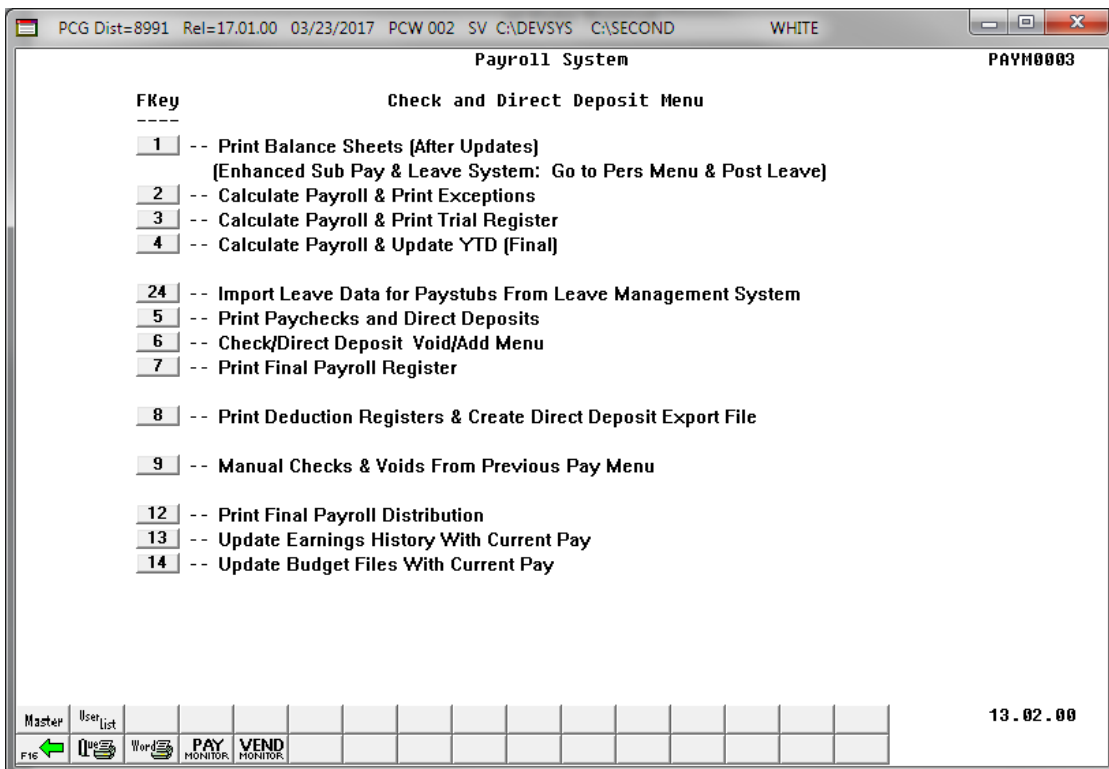 PCG Dist=8991 Rel=17.01.00 03/23/2017 PCW 002 SV C:\DEVSYS C:\SECOND WHITE
Payroll System PAYM0003
FKey Check and Direct Deposit Menu
----
1 -- Print Balance Sheets (After Updates)
(Enhanced Sub Pay & Leave System: Go to Pers Menu & Post Leave)
2 -- Calculate Payroll & Print Exceptions
3 -- Calculate Payroll & Print Trial Register
4 -- Calculate Payroll & Update YTD (Final)
24 -- Import Leave Data for Paystubs From Leave Management System
5 -- Print Paychecks and Direct Deposits
6 -- Check/Direct Deposit Void/Add Menu
7 -- Print Final Payroll Register
8 -- Print Deduction Registers & Create Direct Deposit Export File
9 -- Manual Checks & Voids From Previous Pay Menu
12 -- Print Final Payroll Distribution
13 -- Update Earnings History With Current Pay
14 -- Update Budget Files With Current Pay
Master User List 13.02.00
F16 Que Word PAY MONITOR VEND MONITOR